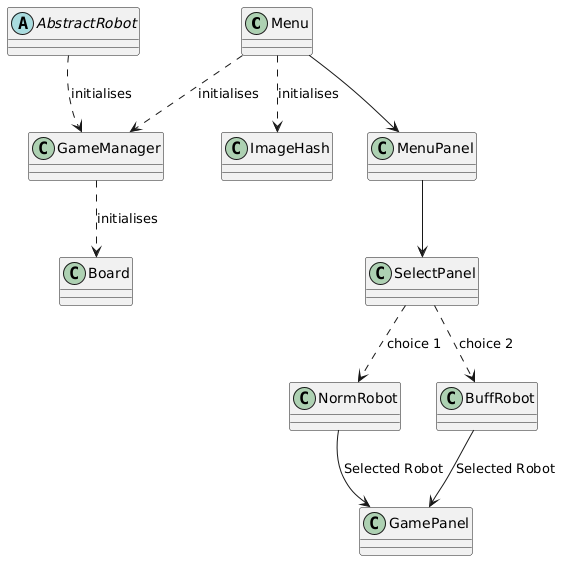 A AbstractRobot
C Menu
initialises
initialises
initialises
C GameManager
C ImageHash
C MenuPanel
initialises
C Board
C SelectPanel
choice 1
choice 2
C NormRobot
C BuffRobot
Selected Robot
Selected Robot
C GamePanel